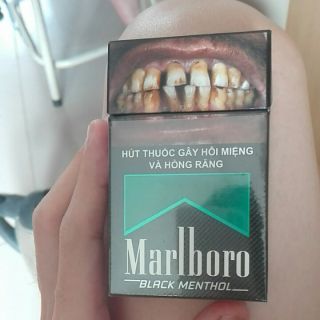 HÚT THUỐC GÂY HÔI MIỆNG
VÀ HỎNG RĂNG
Marlboro
BLACK MENTHOL